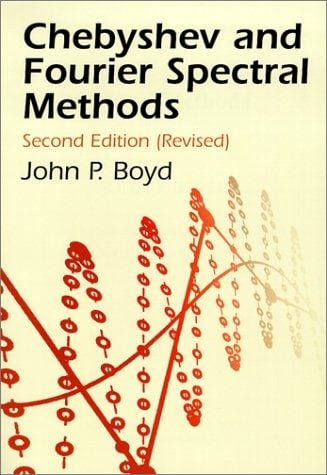 Chebyshev and
Fourier Spectral
Methods
Second Edition (Revised)
John P. Boyd